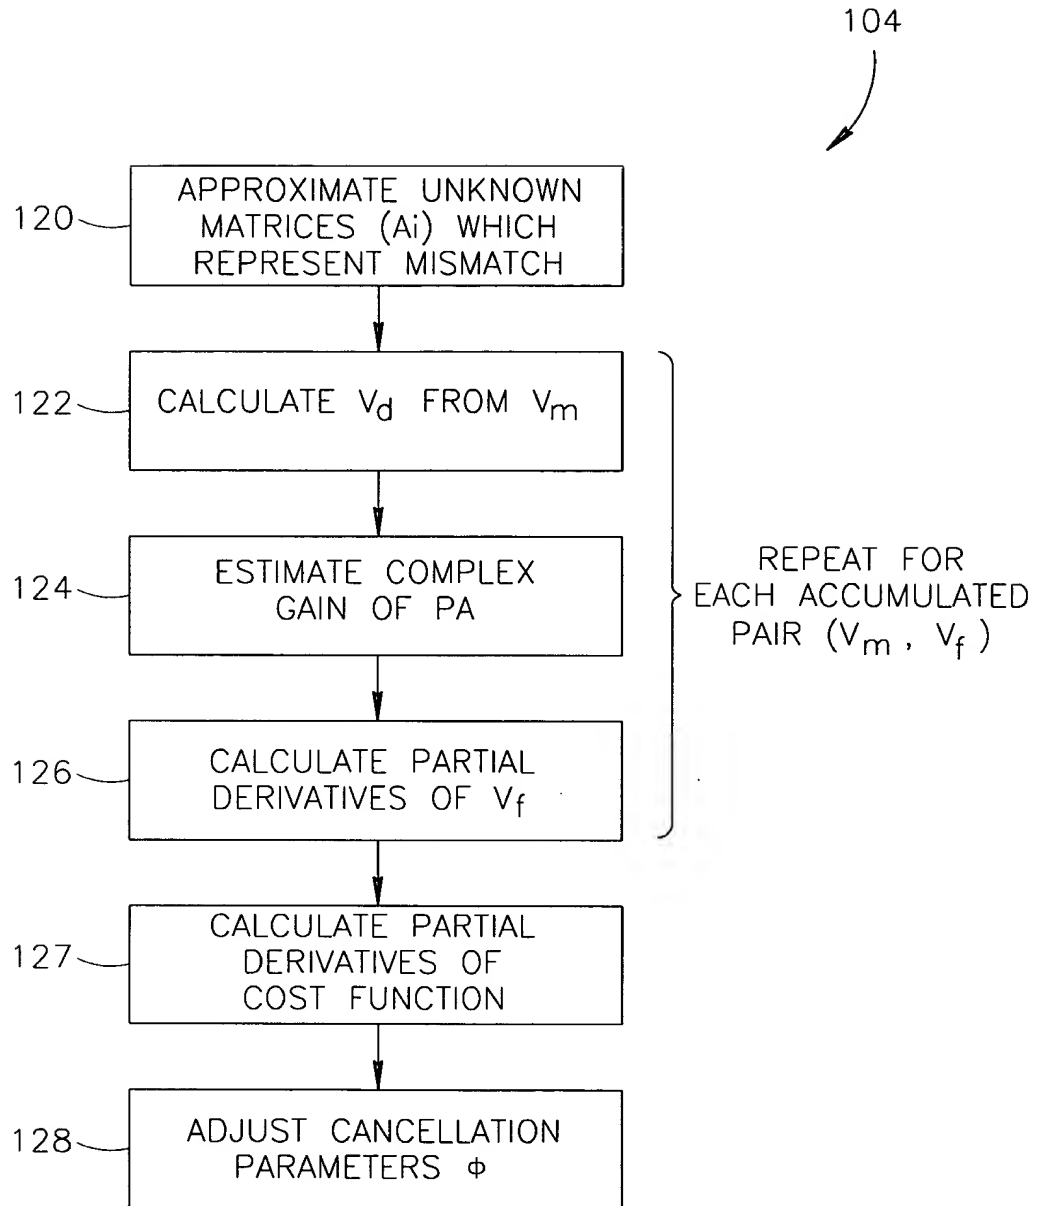 104
120
APPROXIMATE UNKNOWN
MATRICES (Ai) WHICH
REPRESENT MISMATCH
122
CALCULATE Vd FROM Vm
124
ESTIMATE COMPLEX
GAIN OF PA
REPEAT FOR
EACH ACCUMULATED
PAIR (Vm , Vf )
126
CALCULATE PARTIAL
DERIVATIVES OF Vf
127
CALCULATE PARTIAL
DERIVATIVES OF
COST FUNCTION
128
ADJUST CANCELLATION
PARAMETERS φ